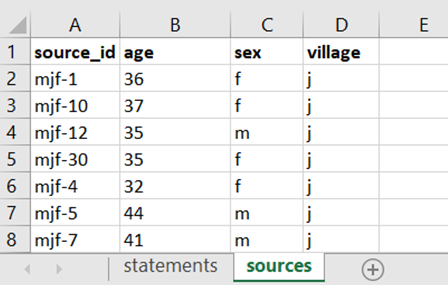 A B C D E
1 source_id age sex village
2 mjf-1 36 f j
3 mjf-10 37 f j
4 mjf-12 35 m j
5 mjf-30 35 f j
6 mjf-4 32 f j
7 mjf-5 44 m j
8 mjf-7 41 m j
statements sources